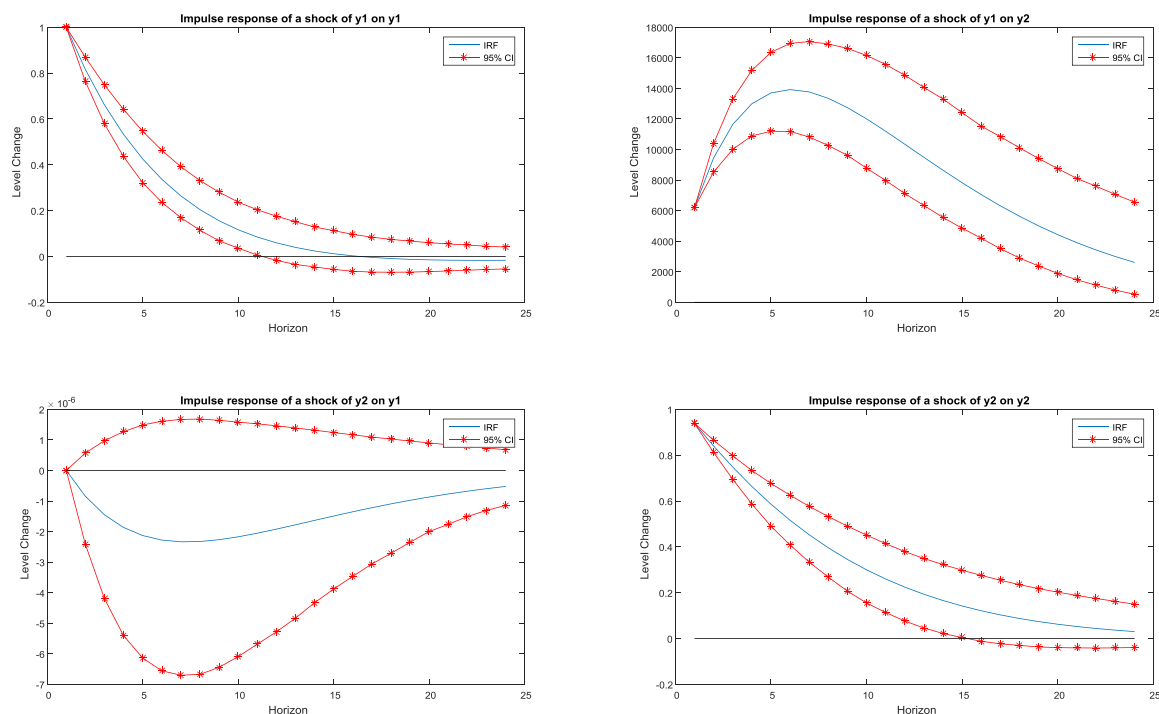 Impulse response of a shock of y1 on y1
1
0.8
0.6
0.4
0.2
0
-0.2
Level Change
0 5 10 15 20 25
Horizon
IRF
95% CI
Impulse response of a shock of y1 on y2
18000
16000
14000
12000
10000
8000
6000
4000
2000
0
Level Change
0 5 10 15 20 25
Horizon
IRF
95% CI
Impulse response of a shock of y2 on y1
× 10⁻⁶
2
1
0
-1
-2
-3
-4
-5
-6
-7
Level Change
0 5 10 15 20 25
Horizon
IRF
95% CI
Impulse response of a shock of y2 on y2
1
0.8
0.6
0.4
0.2
0
-0.2
Level Change
0 5 10 15 20 25
Horizon
IRF
95% CI